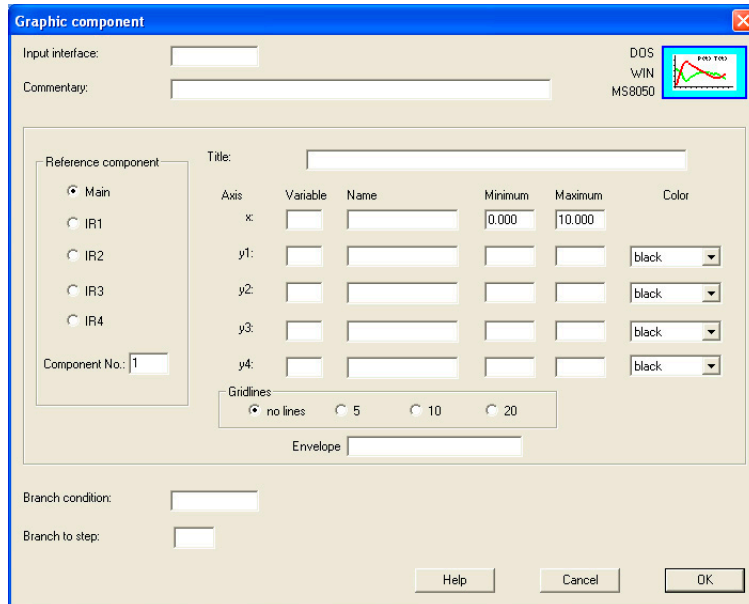 Graphic component
Input interface:
DOS
WIN
MS8050
Commentary:
Reference component
Main
IR1
IR2
IR3
IR4
Component No.: 1
Title:
Axis Variable Name Minimum Maximum Color
x: 0.000 10.000
y1: black
y2: black
y3: black
y4: black
Gridlines
no lines 5 10 20
Envelope
Branch condition:
Branch to step:
Help Cancel OK